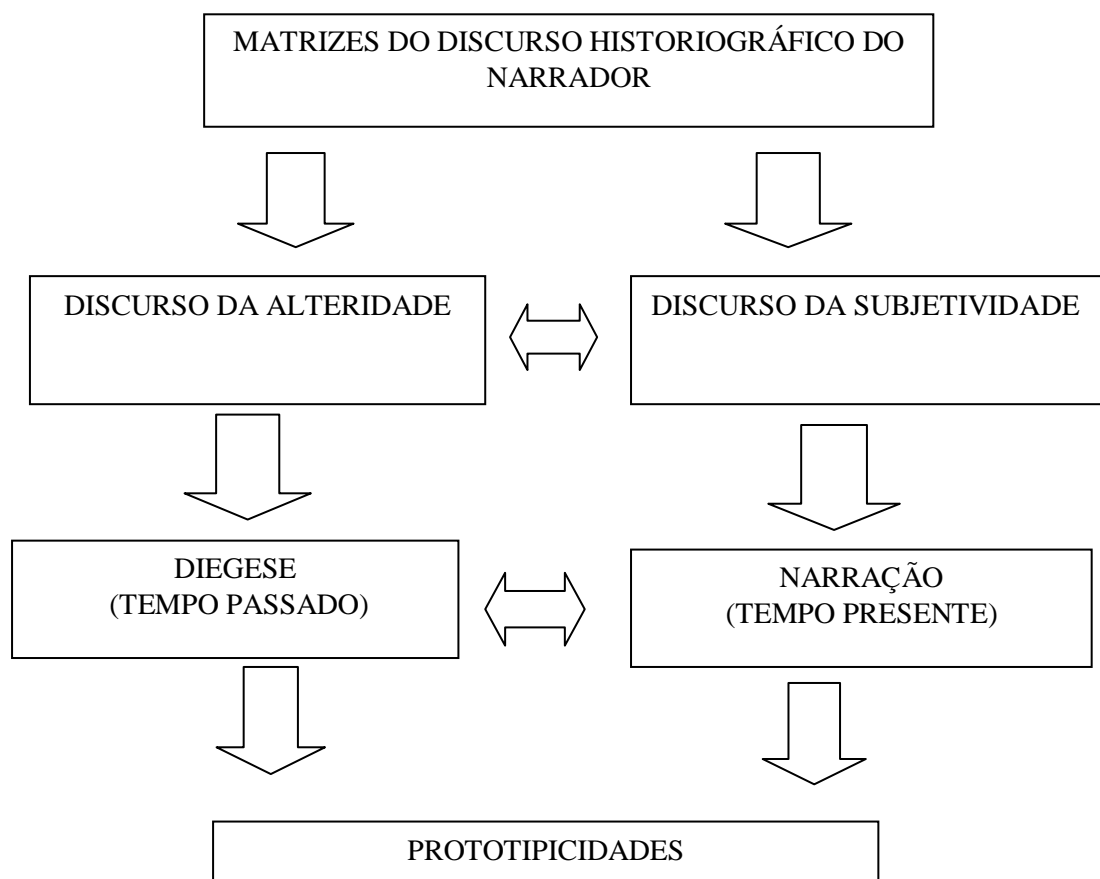 MATRIZES DO DISCURSO HISTORIOGRÁFICO DO
NARRADOR
DISCURSO DA ALTERIDADE
DISCURSO DA SUBJETIVIDADE
DIEGESE
(TEMPO PASSADO)
NARRAÇÃO
(TEMPO PRESENTE)
PROTOTIPICIDADES